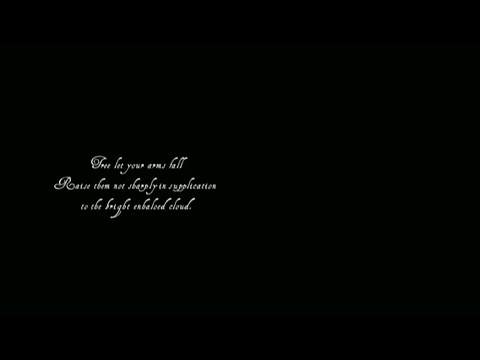 Tree let your arms fall
Raise them not sharply in supplication
to the bright enhaloed cloud.